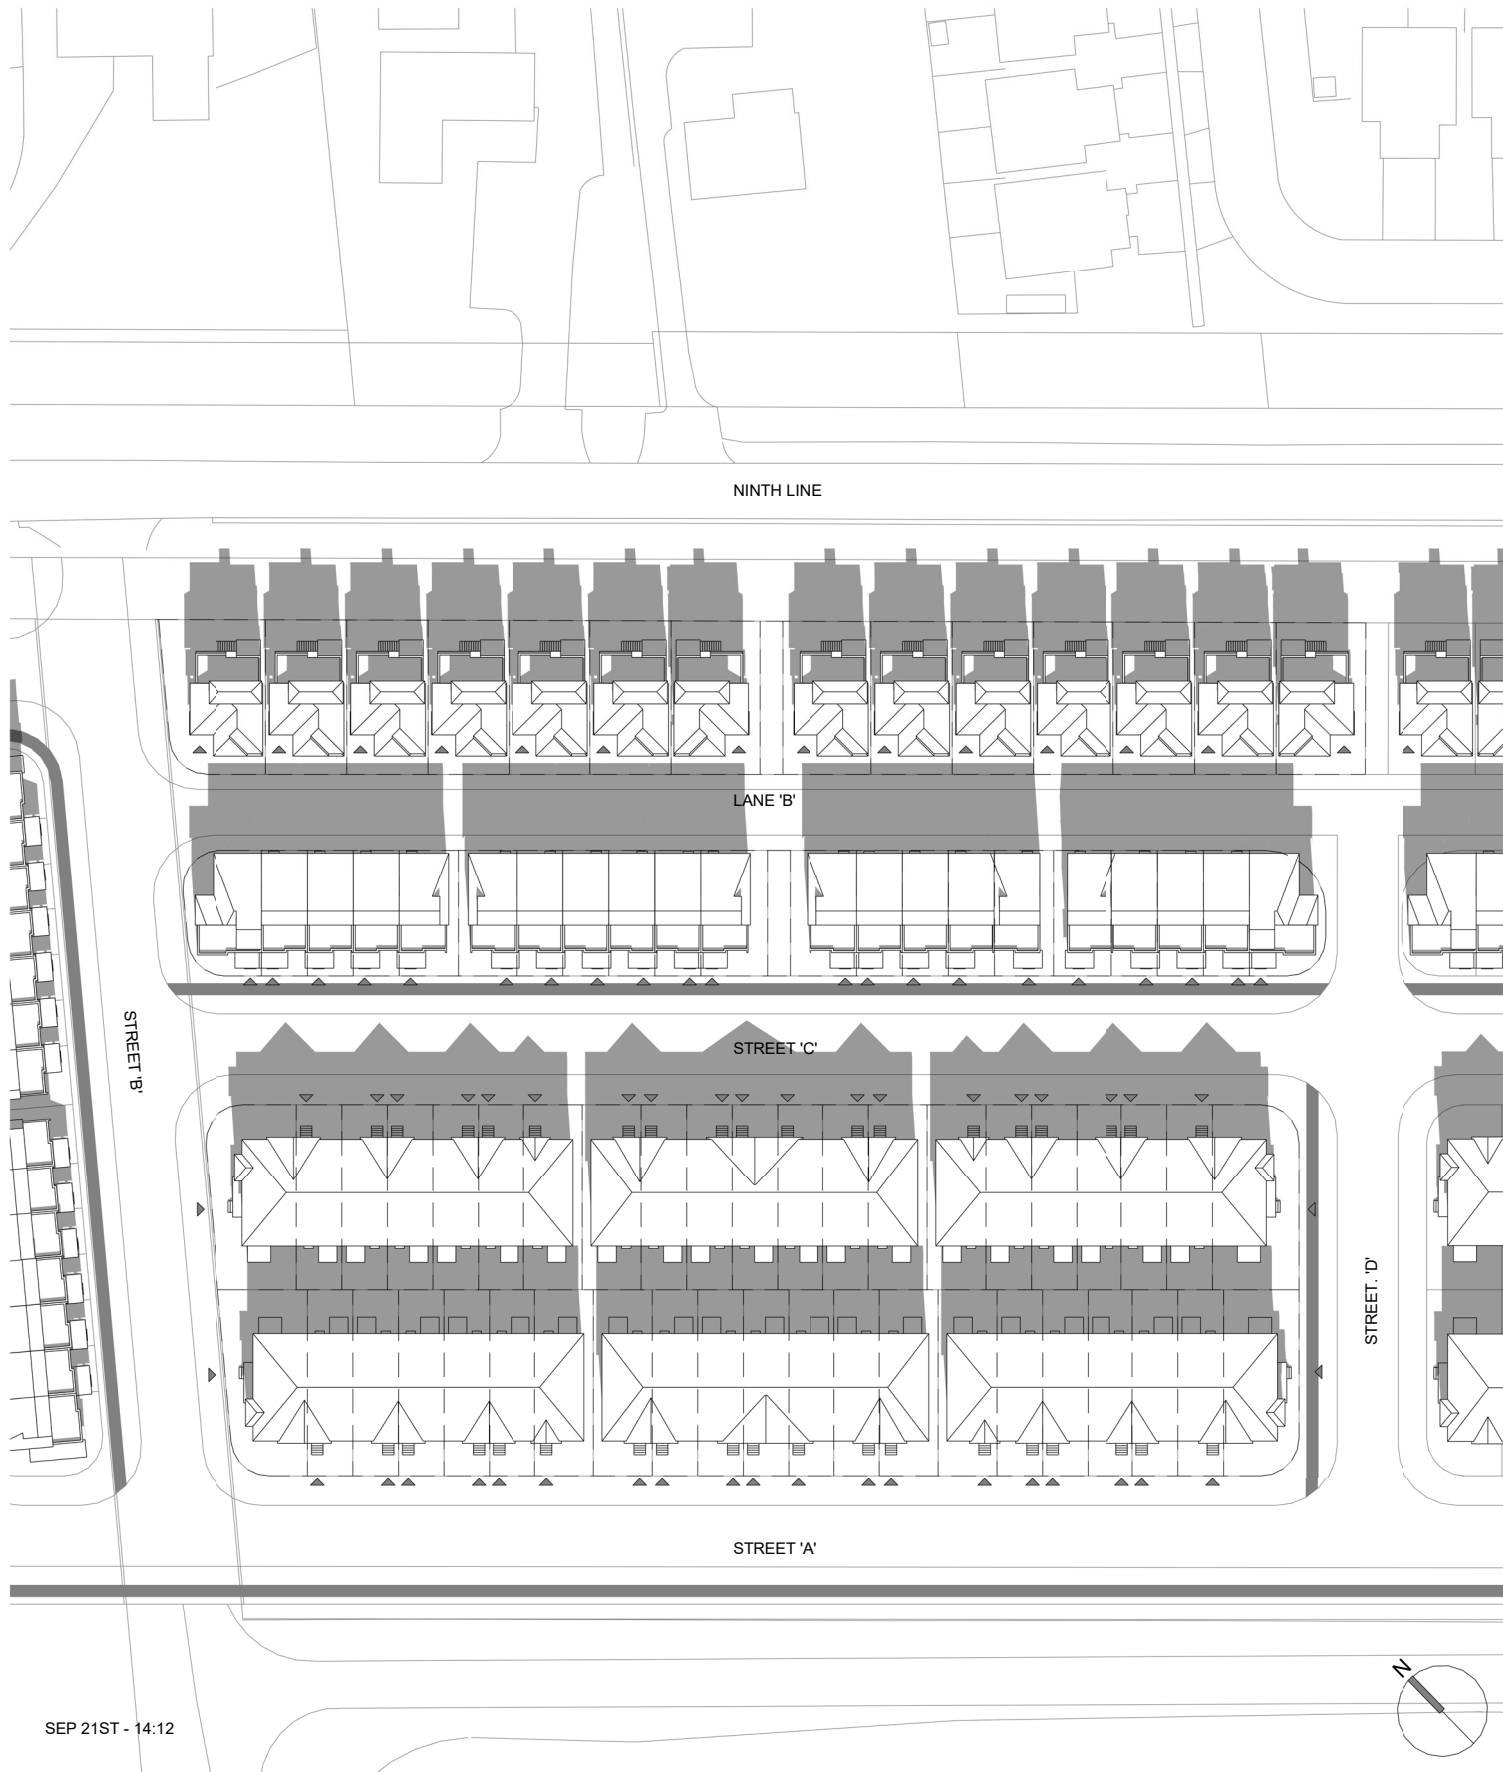 NINTH LINE
LANE 'B'
STREET 'B'
STREET 'C'
STREET. 'D'
STREET 'A'
N
SEP 21ST - 14:12